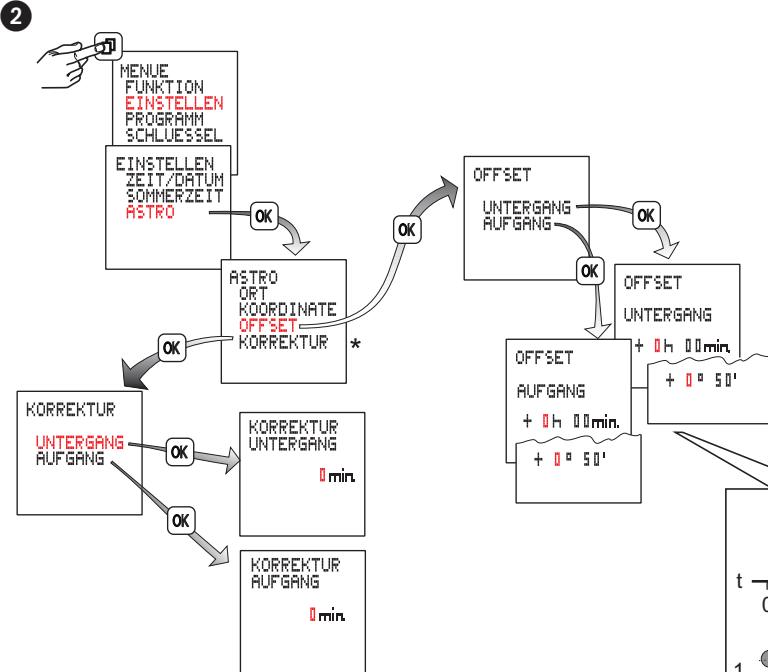 2
MENUE
FUNKTION
EINSTELLEN
PROGRAMM
SCHLUESSEL
EINSTELLEN
ZEIT/DATUM
SOMMERZEIT
ASTRO
OK
ASTRO
ORT
KOORDINATE
OFFSET
KORREKTUR *
OK
OFFSET
UNTERGANG
AUFGANG
OK
OK
OFFSET
UNTERGANG
+ 0h 00min.
+ 0° 50'
OFFSET
AUFGANG
+ 0h 00min.
+ 0° 50'
OK
KORREKTUR
UNTERGANG
AUFGANG
OK
KORREKTUR
UNTERGANG
0min.
OK
KORREKTUR
AUFGANG
0min.
t
1